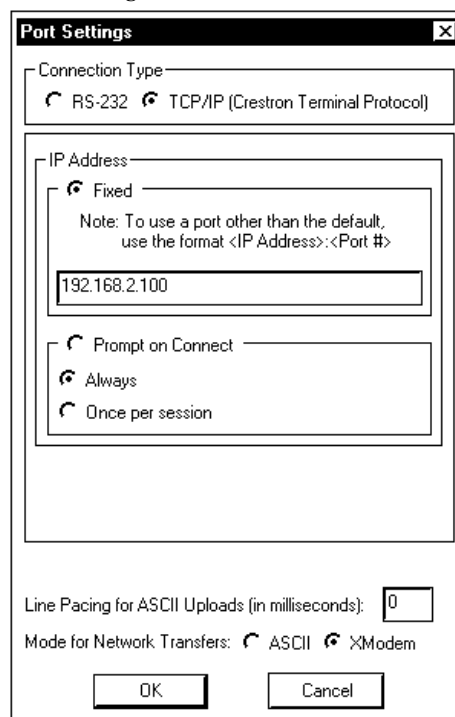 Port Settings
Connection Type
RS-232 TCP/IP (Crestron Terminal Protocol)
IP Address
Fixed
Note: To use a port other than the default,
use the format <IP Address>:<Port #>
192.168.2.100
Prompt on Connect
Always
Once per session
Line Pacing for ASCII Uploads (in milliseconds): 0
Mode for Network Transfers: ASCII XModem
OK Cancel